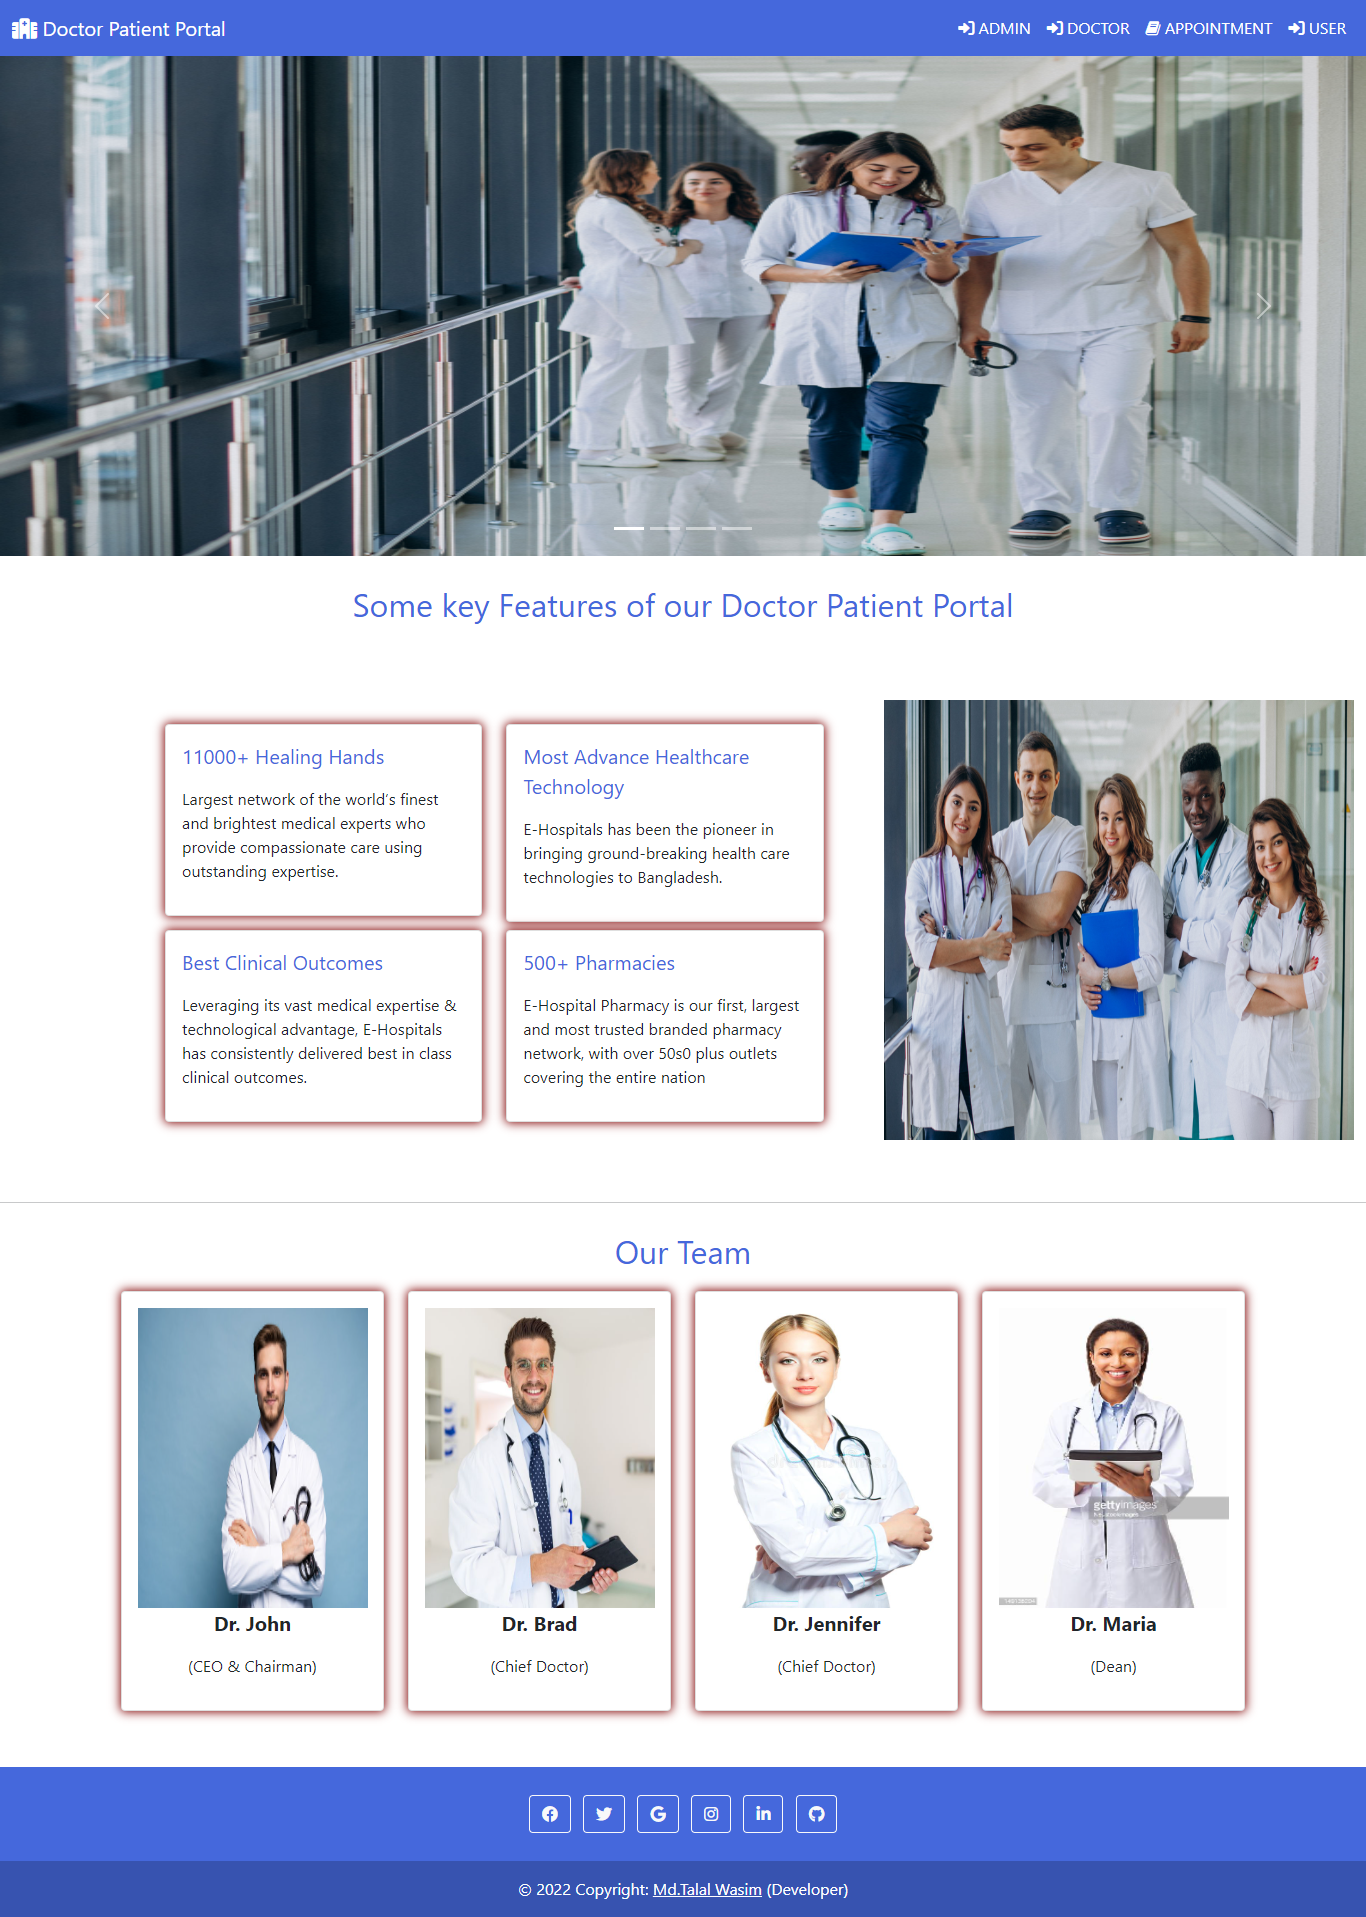 Doctor Patient Portal
ADMIN
DOCTOR
APPOINTMENT
USER
Some key Features of our Doctor Patient Portal
11000+ Healing Hands
Largest network of the world's finest
and brightest medical experts who
provide compassionate care using
outstanding expertise.
Most Advance Healthcare
Technology
E-Hospitals has been the pioneer in
bringing ground-breaking health care
technologies to Bangladesh.
Best Clinical Outcomes
Leveraging its vast medical expertise &
technological advantage, E-Hospitals
has consistently delivered best in class
clinical outcomes.
500+ Pharmacies
E-Hospital Pharmacy is our first, largest
and most trusted branded pharmacy
network, with over 50s0 plus outlets
covering the entire nation
Our Team
gettyimages
Dr. John
(CEO & Chairman)
Dr. Brad
(Chief Doctor)
Dr. Jennifer
(Chief Doctor)
Dr. Maria
(Dean)
© 2022 Copyright: Md.Talal Wasim (Developer)